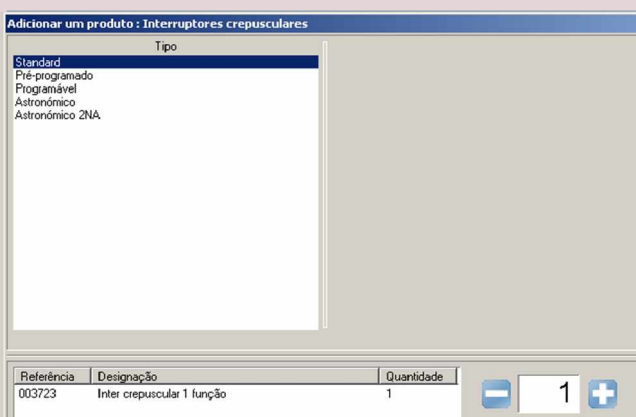 Adicionar um produto : Interruptores crepusculares
Tipo
Standard
Pré-programado
Programável
Astronómico
Astronómico 2NA
Referência Designação Quantidade
003723 Inter crepuscular 1 função 1
1